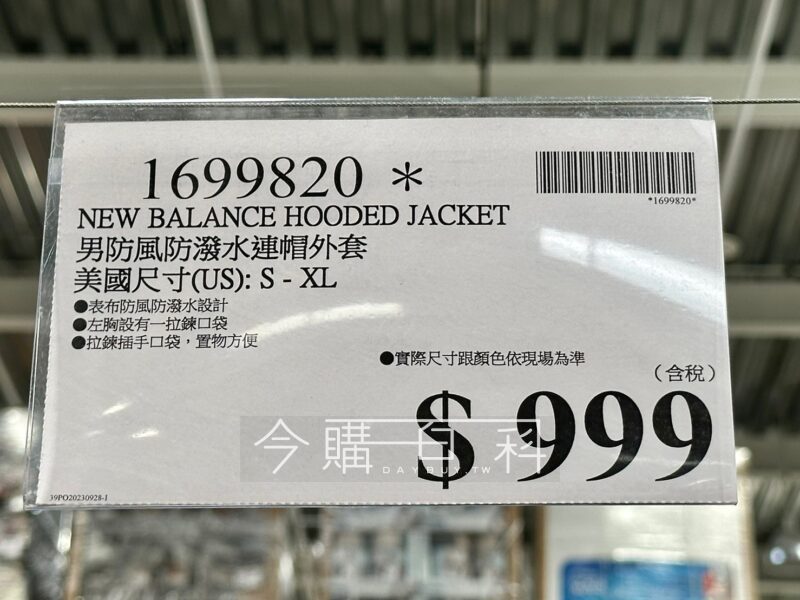 1699820 *
*1699820*
NEW BALANCE HOODED JACKET
男防風防潑水連帽外套
美國尺寸(US): S - XL
●表布防風防潑水設計
●左胸設有一拉鍊口袋
●拉鍊插手口袋，置物方便
●實際尺寸跟顏色依現場為準
(含稅)
$ 999
今購百科
DAYBUY.TW
39PO20230928-1